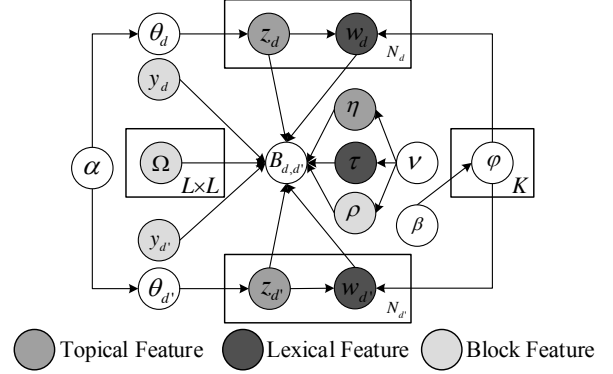 θ_d z_d w_d N_d
y_d
η
α Ω L×L B_{d,d'} τ ν φ K
ρ
β
y_{d'}
θ_{d'} z_{d'} w_{d'} N_{d'}
Topical Feature Lexical Feature Block Feature